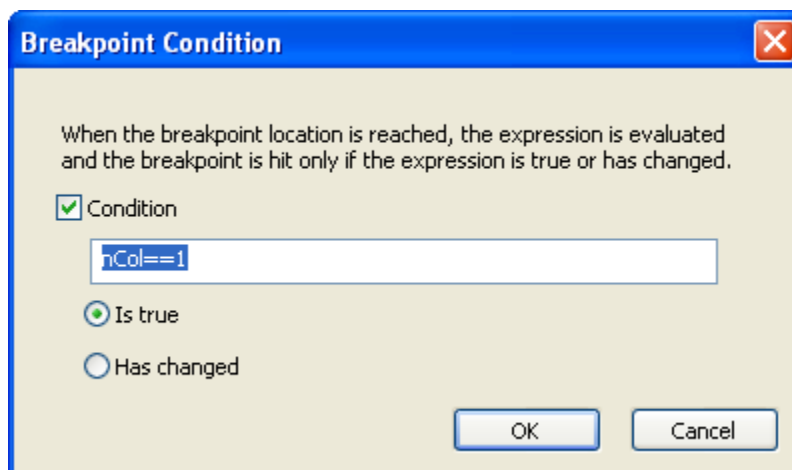 Breakpoint Condition
When the breakpoint location is reached, the expression is evaluated
and the breakpoint is hit only if the expression is true or has changed.
Condition
nCol==1
Is true
Has changed
OK
Cancel